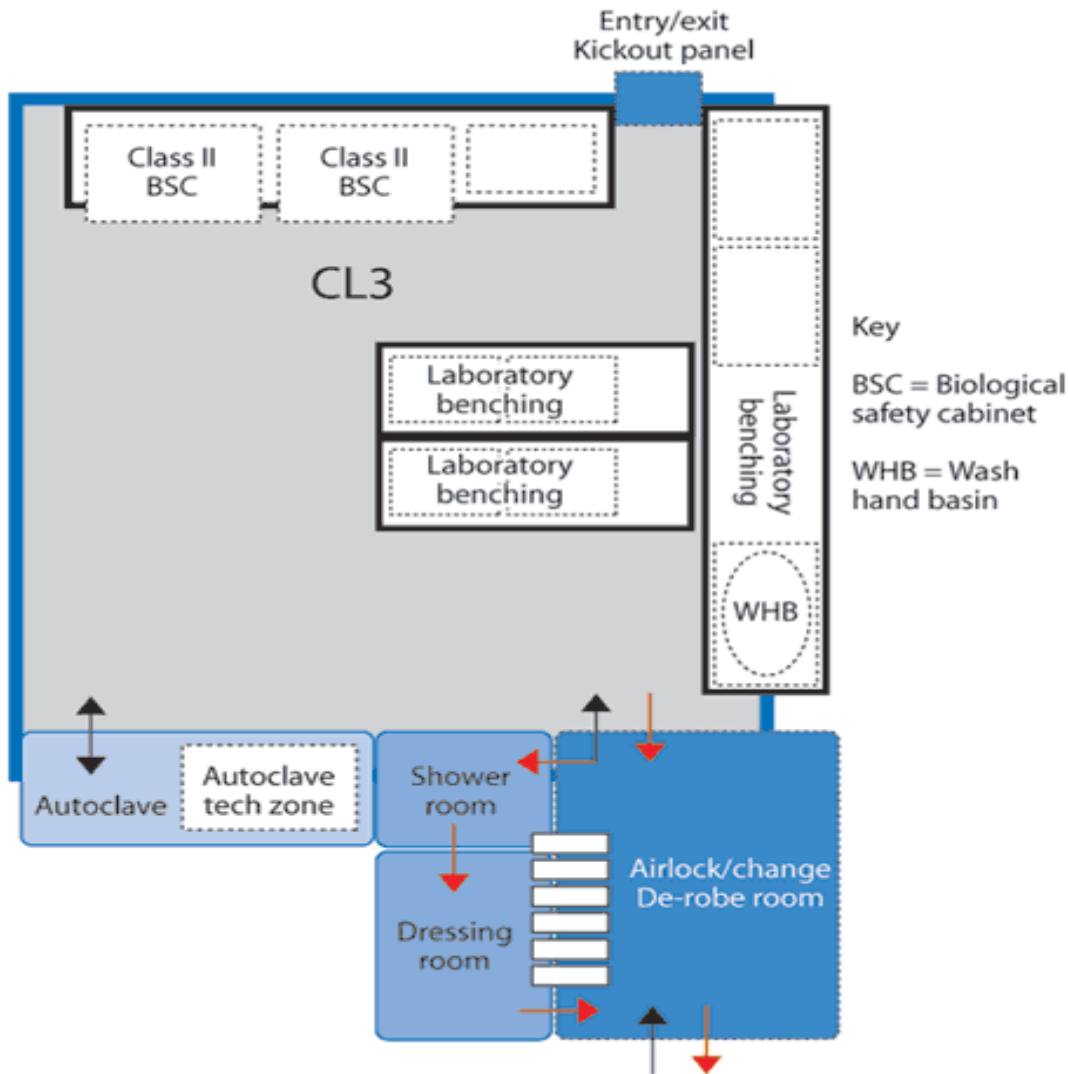 Entry/exit
Kickout panel
Class II
BSC
Class II
BSC
CL3
Key
BSC = Biological
safety cabinet
WHB = Wash
hand basin
Laboratory
benching
Laboratory
benching
Laboratory
benching
WHB
Autoclave
Autoclave
tech zone
Shower
room
Airlock/change
De-robe room
Dressing
room